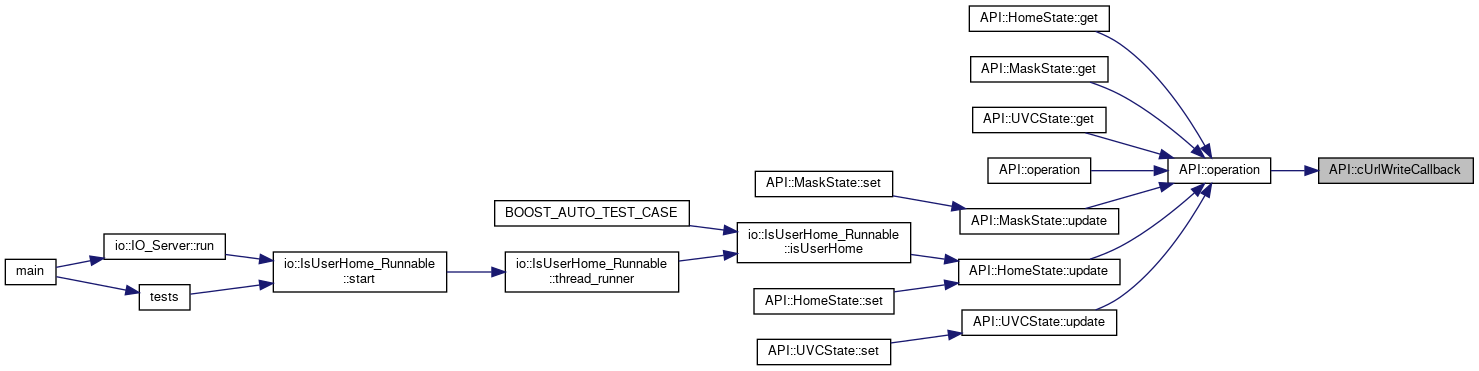 API::HomeState::get
API::MaskState::get
API::UVCState::get
API::operation
API::operation
API::cUrlWriteCallback
API::MaskState::set
API::MaskState::update
BOOST_AUTO_TEST_CASE
io::IsUserHome_Runnable
::isUserHome
io::IO_Server::run
main
tests
io::IsUserHome_Runnable
::start
io::IsUserHome_Runnable
::thread_runner
API::HomeState::update
API::HomeState::set
API::UVCState::update
API::UVCState::set